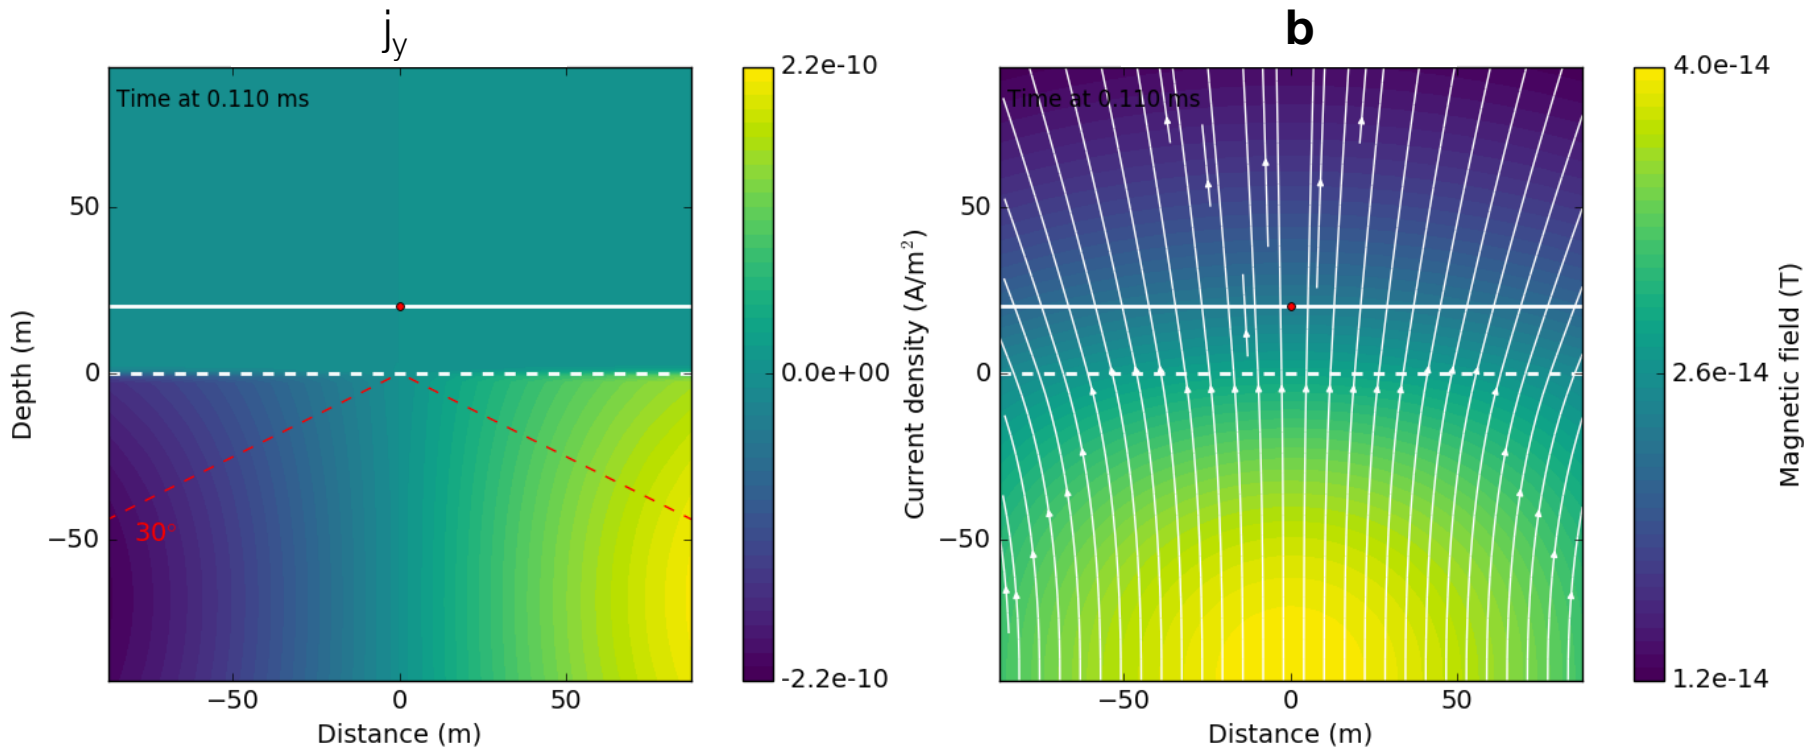 j_y
b
Time at 0.110 ms
Time at 0.110 ms
2.2e-10
0.0e+00
-2.2e-10
4.0e-14
2.6e-14
1.2e-14
50
0
−50
50
0
−50
Depth (m)
30°
Current density (A/m²)
Magnetic field (T)
−50
0
50
−50
0
50
Distance (m)
Distance (m)